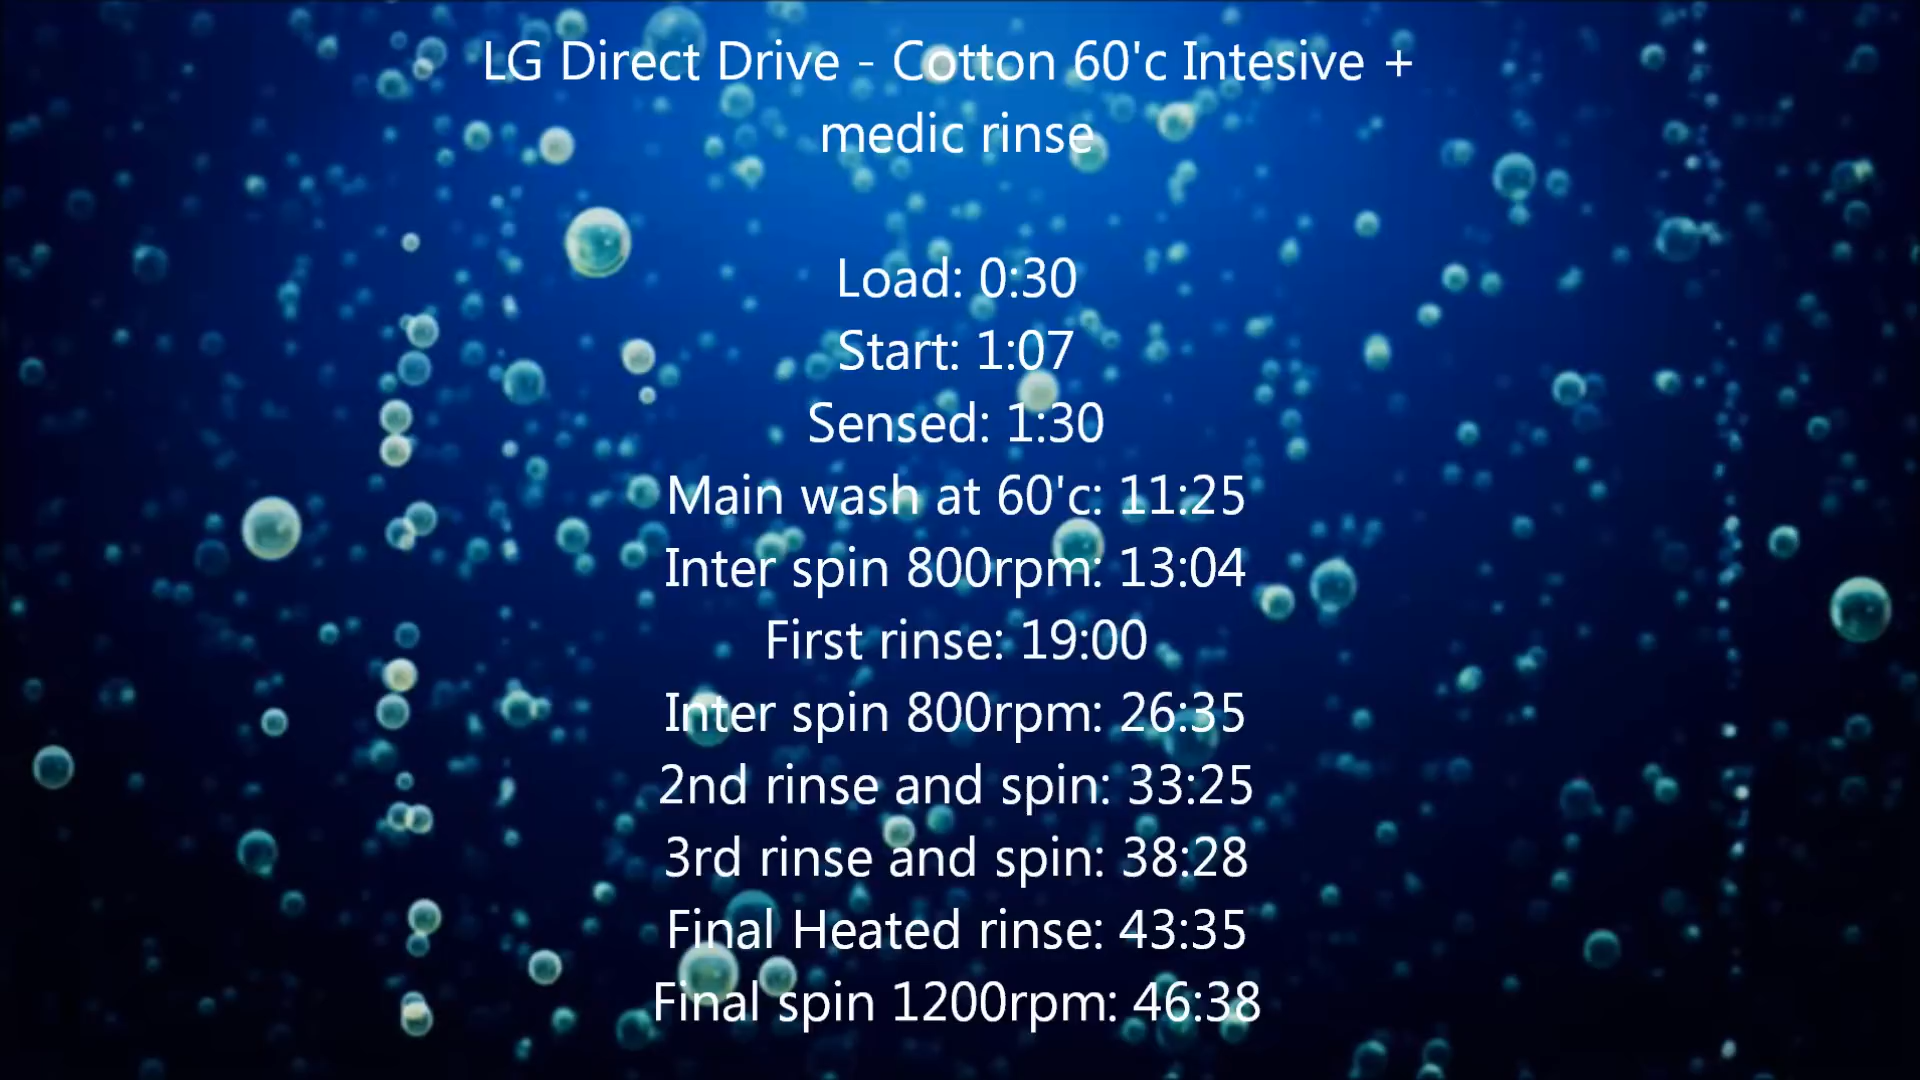 LG Direct Drive - Cotton 60'c Intesive +
medic rinse
Load: 0:30
Start: 1:07
Sensed: 1:30
Main wash at 60'c: 11:25
Inter spin 800rpm: 13:04
First rinse: 19:00
Inter spin 800rpm: 26:35
2nd rinse and spin: 33:25
3rd rinse and spin: 38:28
Final Heated rinse: 43:35
Final spin 1200rpm: 46:38